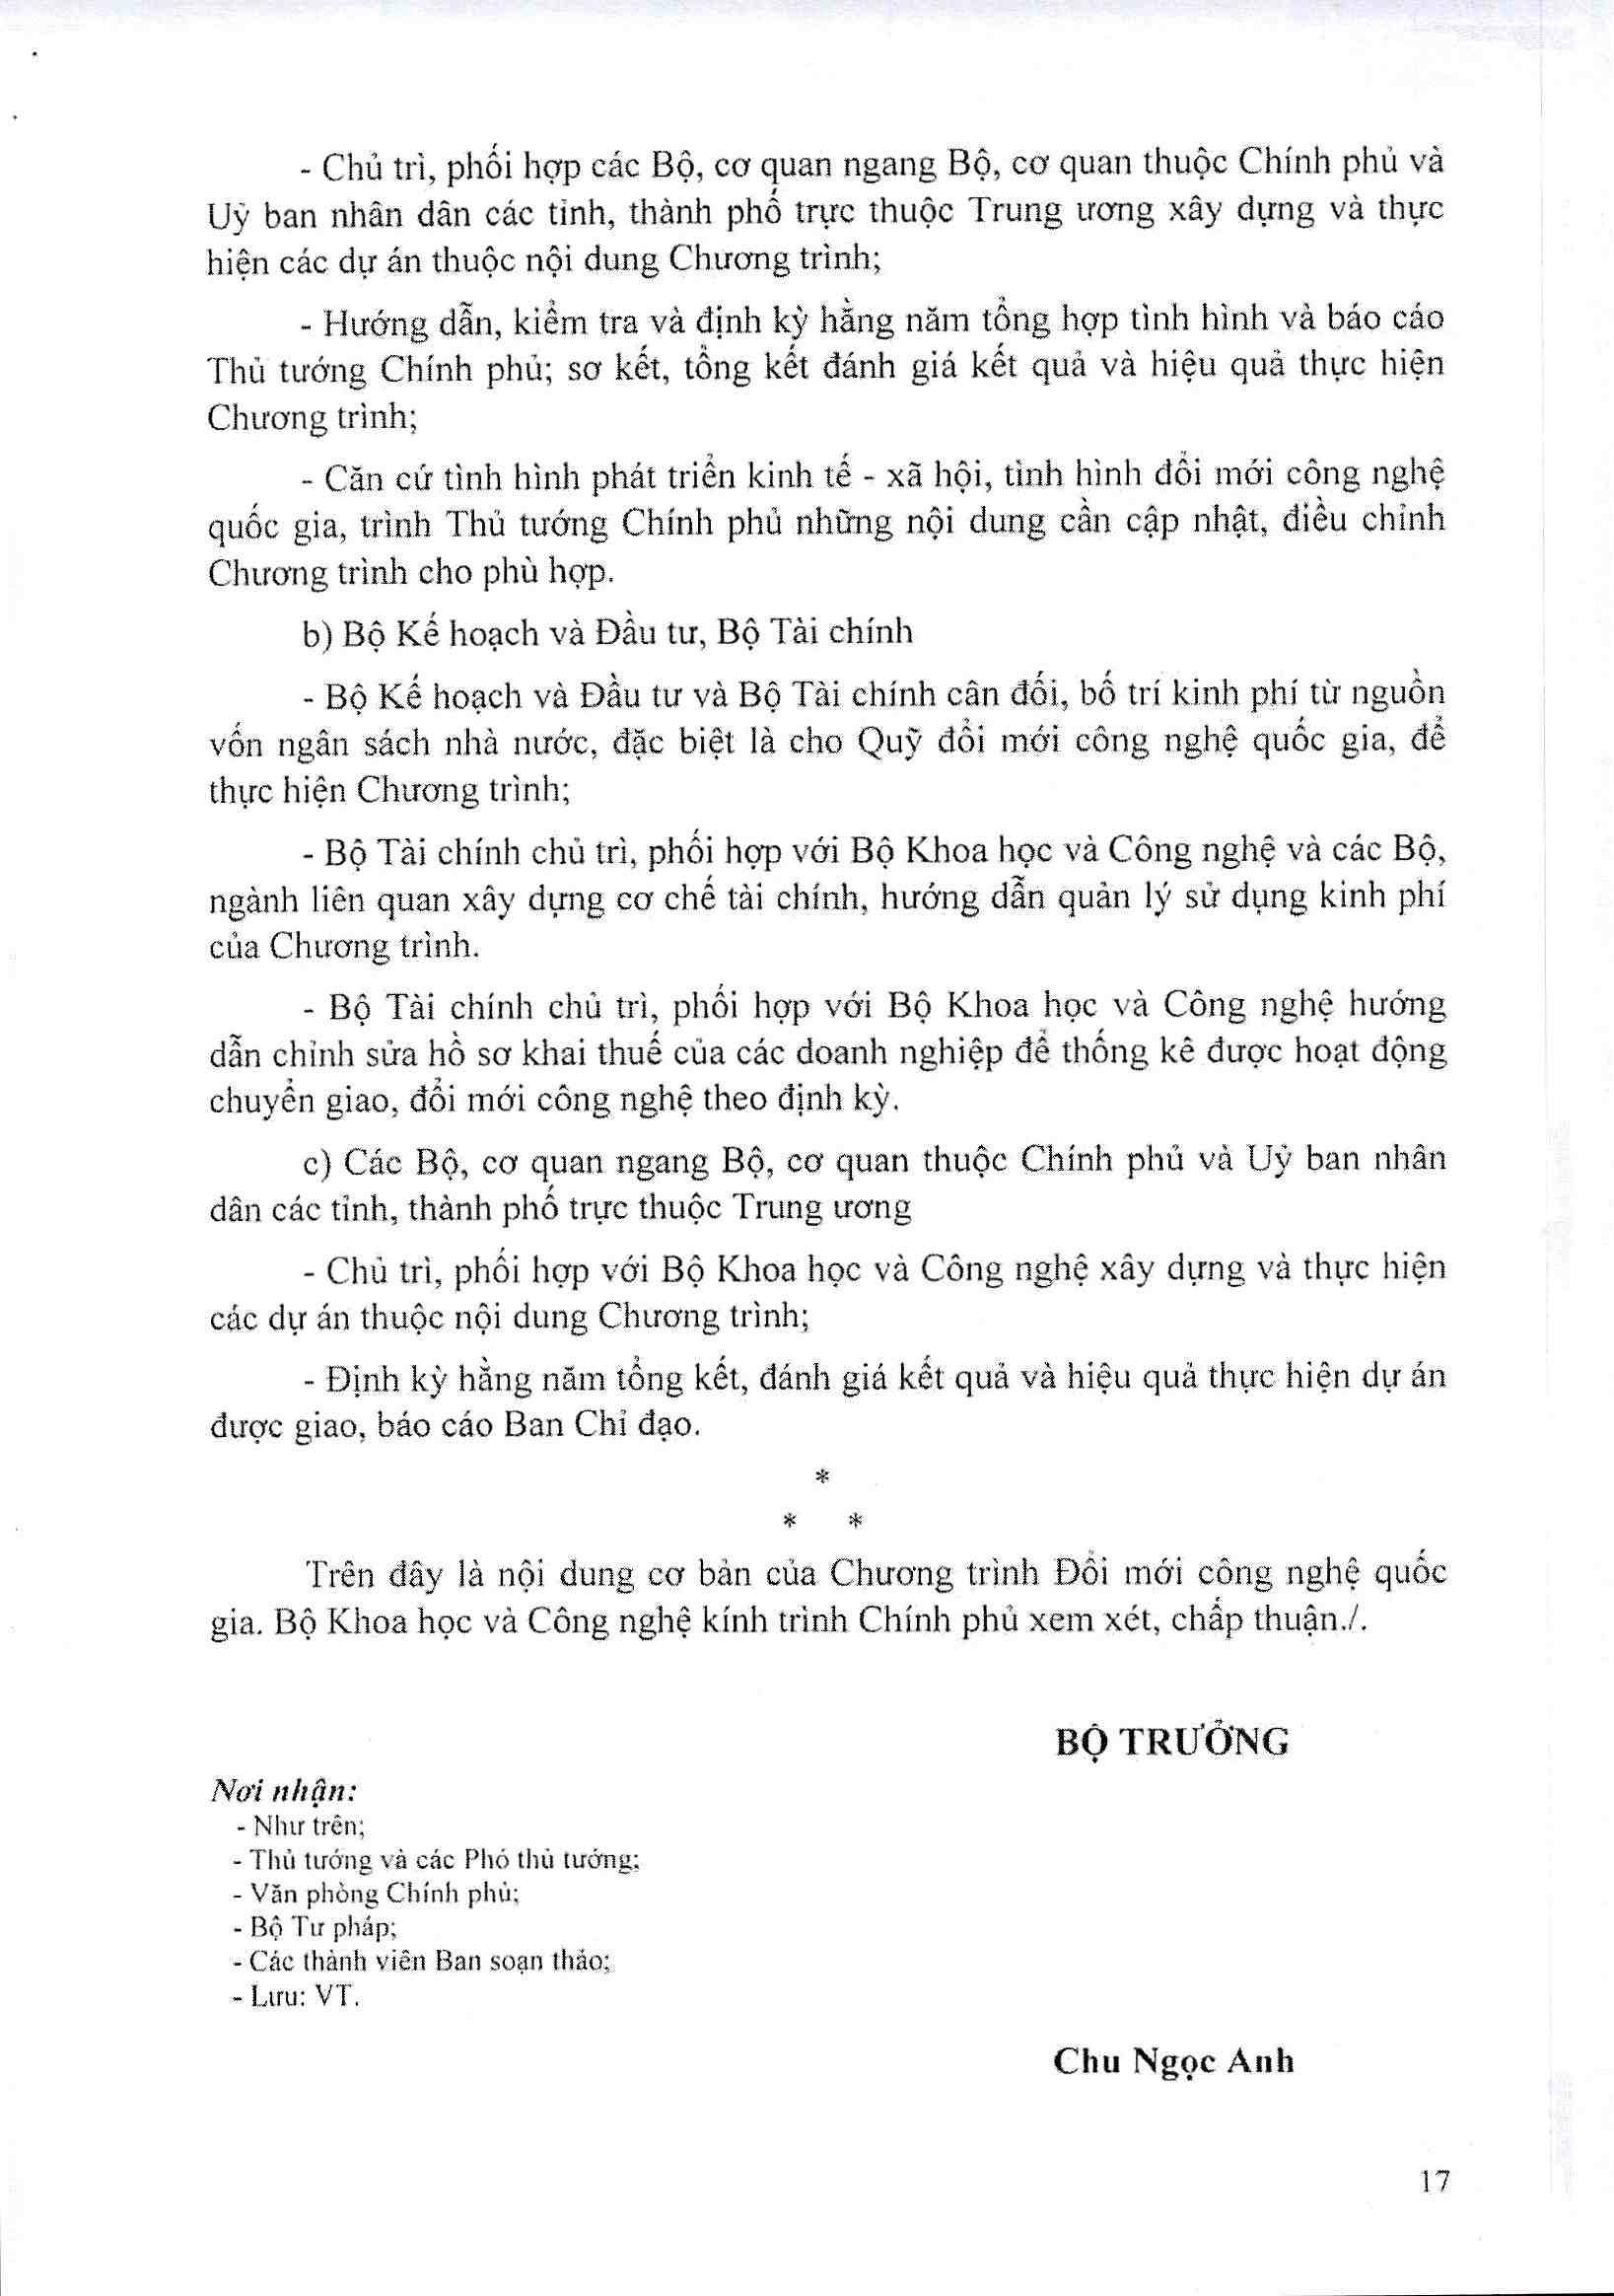 - Chủ trì, phối hợp các Bộ, cơ quan ngang Bộ, cơ quan thuộc Chính phủ và
Uỷ ban nhân dân các tỉnh, thành phố trực thuộc Trung ương xây dựng và thực
hiện các dự án thuộc nội dung Chương trình;
- Hướng dẫn, kiểm tra và định kỳ hằng năm tổng hợp tình hình và báo cáo
Thủ tướng Chính phủ; sơ kết, tổng kết đánh giá kết quả và hiệu quả thực hiện
Chương trình;
- Căn cứ tình hình phát triển kinh tế - xã hội, tình hình đổi mới công nghệ
quốc gia, trình Thủ tướng Chính phủ những nội dung cần cập nhật, điều chỉnh
Chương trình cho phù hợp.
b) Bộ Kế hoạch và Đầu tư, Bộ Tài chính
- Bộ Kế hoạch và Đầu tư và Bộ Tài chính cân đối, bố trí kinh phí từ nguồn
vốn ngân sách nhà nước, đặc biệt là cho Quỹ đổi mới công nghệ quốc gia, để
thực hiện Chương trình;
- Bộ Tài chính chủ trì, phối hợp với Bộ Khoa học và Công nghệ và các Bộ,
ngành liên quan xây dựng cơ chế tài chính, hướng dẫn quản lý sử dụng kinh phí
của Chương trình.
- Bộ Tài chính chủ trì, phối hợp với Bộ Khoa học và Công nghệ hướng
dẫn chỉnh sửa hồ sơ khai thuế của các doanh nghiệp để thống kê được hoạt động
chuyển giao, đổi mới công nghệ theo định kỳ.
c) Các Bộ, cơ quan ngang Bộ, cơ quan thuộc Chính phủ và Uỷ ban nhân
dân các tỉnh, thành phố trực thuộc Trung ương
- Chủ trì, phối hợp với Bộ Khoa học và Công nghệ xây dựng và thực hiện
các dự án thuộc nội dung Chương trình;
- Định kỳ hằng năm tổng kết, đánh giá kết quả và hiệu quả thực hiện dự án
được giao, báo cáo Ban Chỉ đạo.
*
* *
Trên đây là nội dung cơ bản của Chương trình Đổi mới công nghệ quốc
gia. Bộ Khoa học và Công nghệ kính trình Chính phủ xem xét, chấp thuận./.
BỘ TRƯỞNG
Nơi nhận:
- Như trên;
- Thủ tướng và các Phó thủ tướng;
- Văn phòng Chính phủ;
- Bộ Tư pháp;
- Các thành viên Ban soạn thảo;
- Lưu: VT.
Chu Ngọc Anh
17